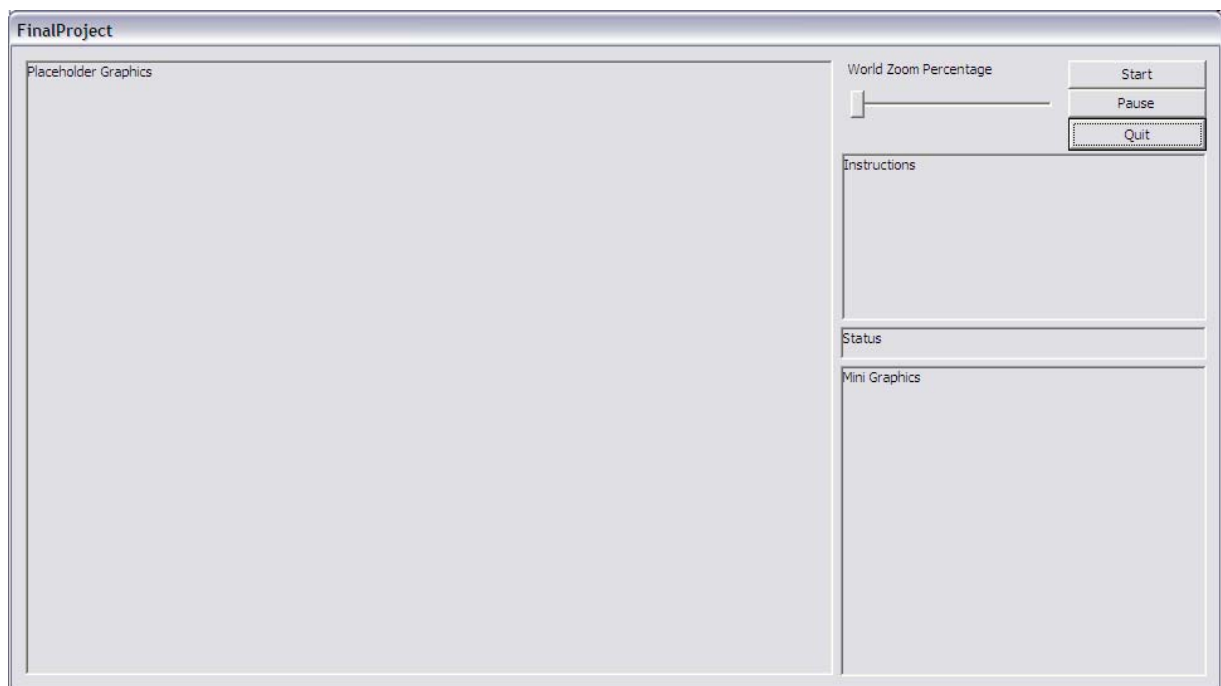 FinalProject
Placeholder Graphics
World Zoom Percentage
Start
Pause
Quit
Instructions
Status
Mini Graphics